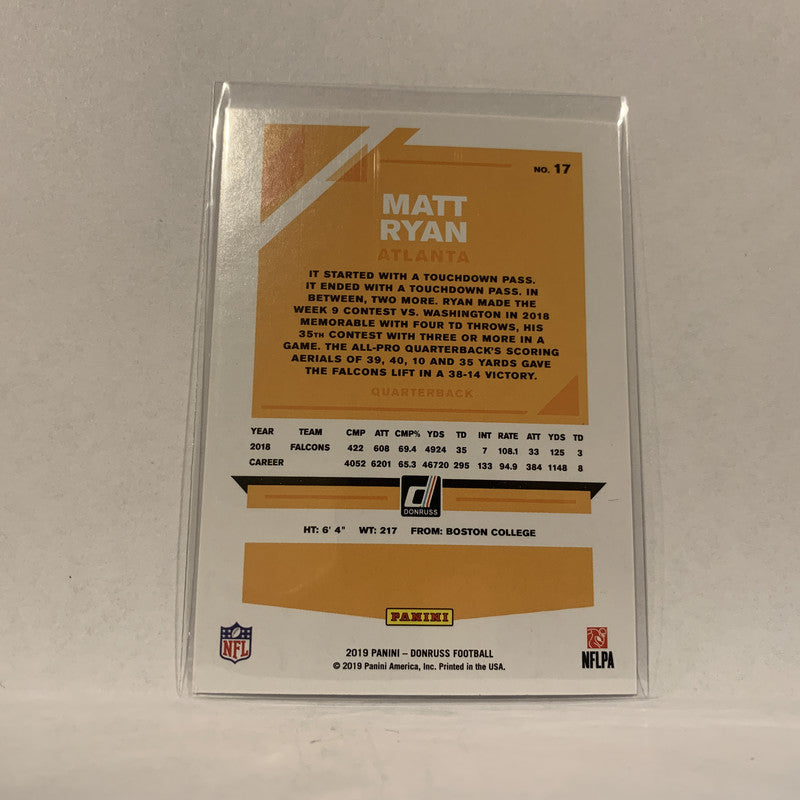 NO. 17
MATT
RYAN
ATLANTA
IT STARTED WITH A TOUCHDOWN PASS.
IT ENDED WITH A TOUCHDOWN PASS. IN
BETWEEN, TWO MORE. RYAN MADE THE
WEEK 9 CONTEST VS. WASHINGTON IN 2018
MEMORABLE WITH FOUR TD THROWS, HIS
35TH CONTEST WITH THREE OR MORE IN A
GAME. THE ALL-PRO QUARTERBACK'S SCORING
AERIALS OF 39, 40, 10 AND 35 YARDS GAVE
THE FALCONS LIFT IN A 38-14 VICTORY.
QUARTERBACK
YEAR TEAM CMP ATT CMP% YDS TD INT RATE ATT YDS TD
2018 FALCONS 422 608 69.4 4924 35 7 108.1 33 125 3
CAREER 4052 6201 65.3 46720 295 133 94.9 384 1148 8
d
DONRUSS
HT: 6' 4" WT: 217 FROM: BOSTON COLLEGE
PANINI
NFL
NFLPA
2019 PANINI – DONRUSS FOOTBALL
© 2019 Panini America, Inc. Printed in the USA.